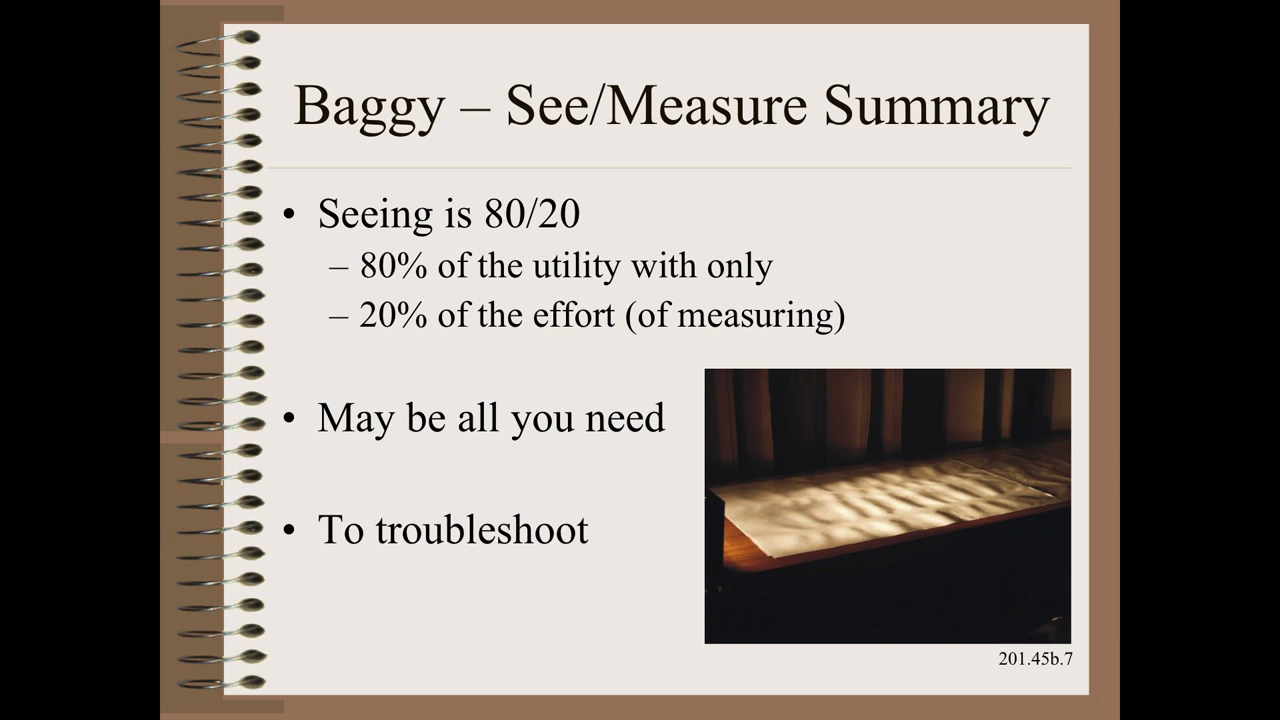 Baggy – See/Measure Summary
• Seeing is 80/20
– 80% of the utility with only
– 20% of the effort (of measuring)
• May be all you need
• To troubleshoot
201.45b.7